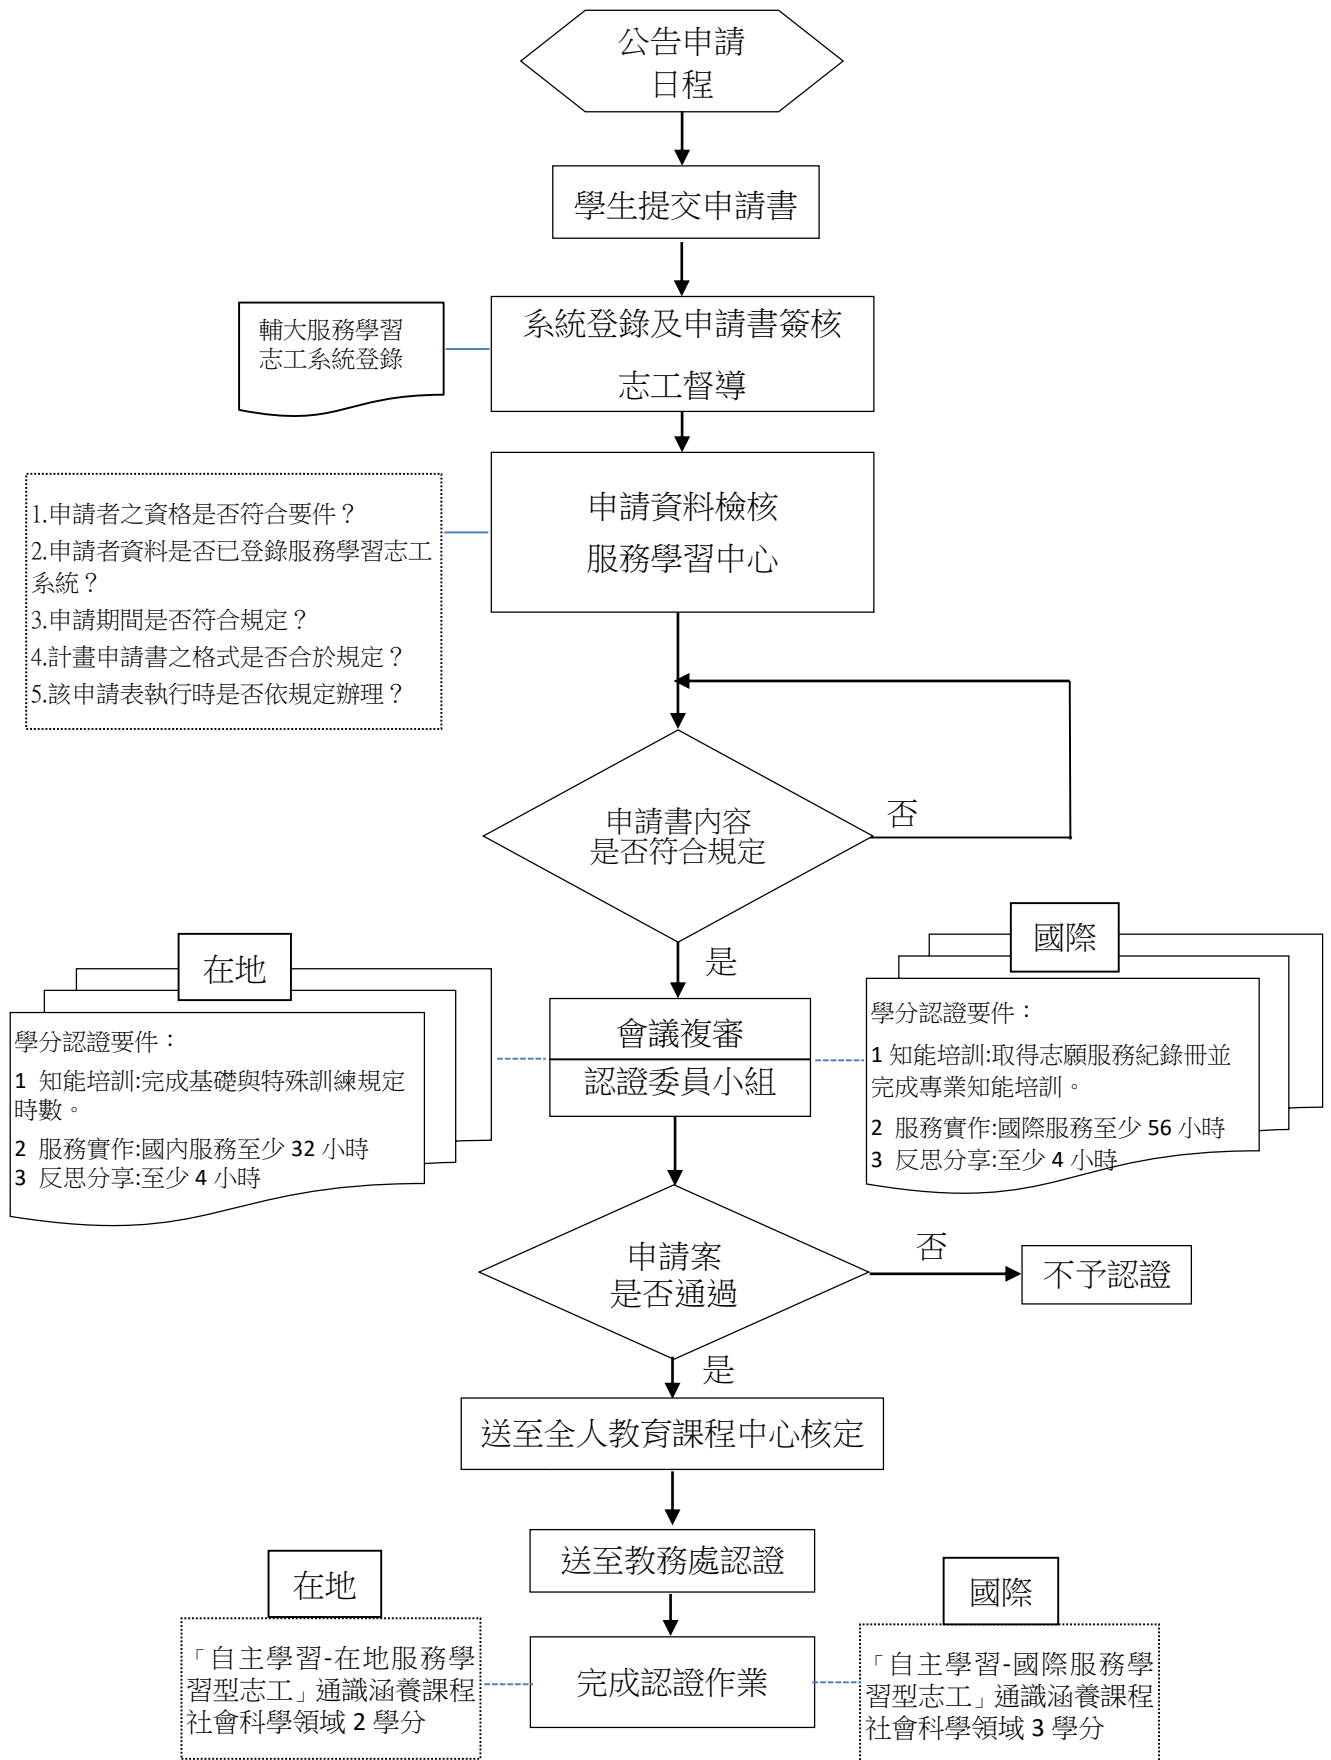 公告申請
日程
學生提交申請書
系統登錄及申請書簽核
志工督導
輔大服務學習
志工系統登錄
申請資料檢核
服務學習中心
1.申請者之資格是否符合要件？
2.申請者資料是否已登錄服務學習志工
系統？
3.申請期間是否符合規定？
4.計畫申請書之格式是否合於規定？
5.該申請表執行時是否依規定辦理？
申請書內容
是否符合規定
否
是
在地
學分認證要件：
1 知能培訓:完成基礎與特殊訓練規定
時數。
2 服務實作:國內服務至少 32 小時
3 反思分享:至少 4 小時
會議複審
認證委員小組
國際
學分認證要件：
1 知能培訓:取得志願服務紀錄冊並
完成專業知能培訓。
2 服務實作:國際服務至少 56 小時
3 反思分享:至少 4 小時
申請案
是否通過
否
不予認證
是
送至全人教育課程中心核定
送至教務處認證
在地
「自主學習-在地服務學
習型志工」通識涵養課程
社會科學領域 2 學分
完成認證作業
國際
「自主學習-國際服務學
習型志工」通識涵養課程
社會科學領域 3 學分